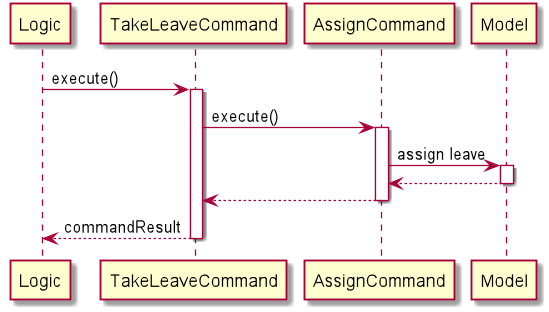 Logic TakeLeaveCommand AssignCommand Model
execute()
execute()
assign leave
commandResult
Logic TakeLeaveCommand AssignCommand Model